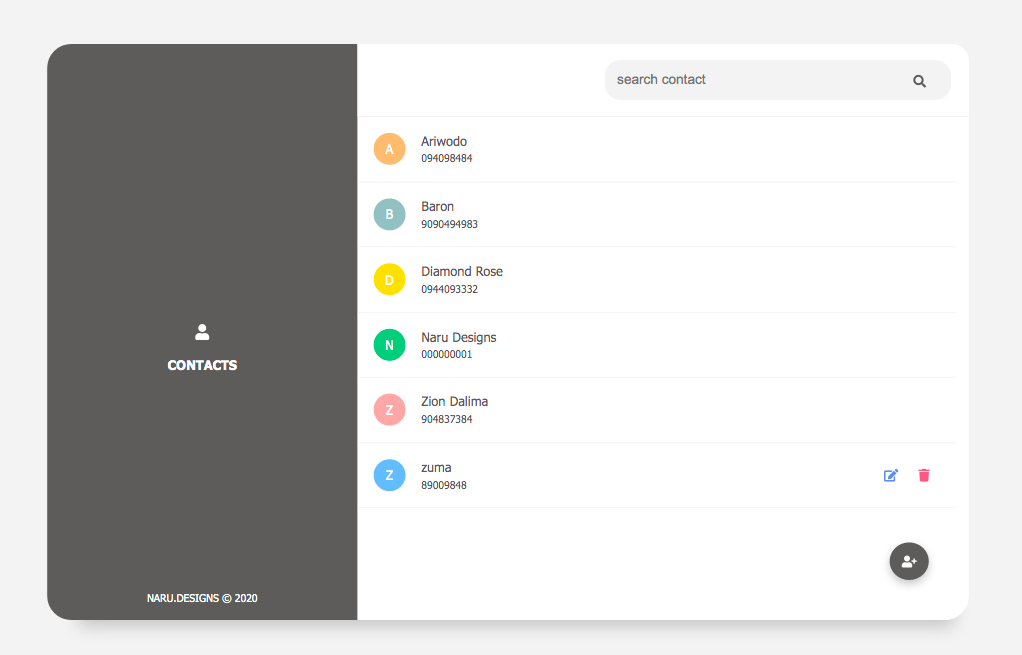 search contact
A
Ariwodo
094098484
B
Baron
9090494983
D
Diamond Rose
0944093332
N
Naru Designs
000000001
Z
Zion Dalima
904837384
Z
zuma
89009848
CONTACTS
NARU.DESIGNS © 2020